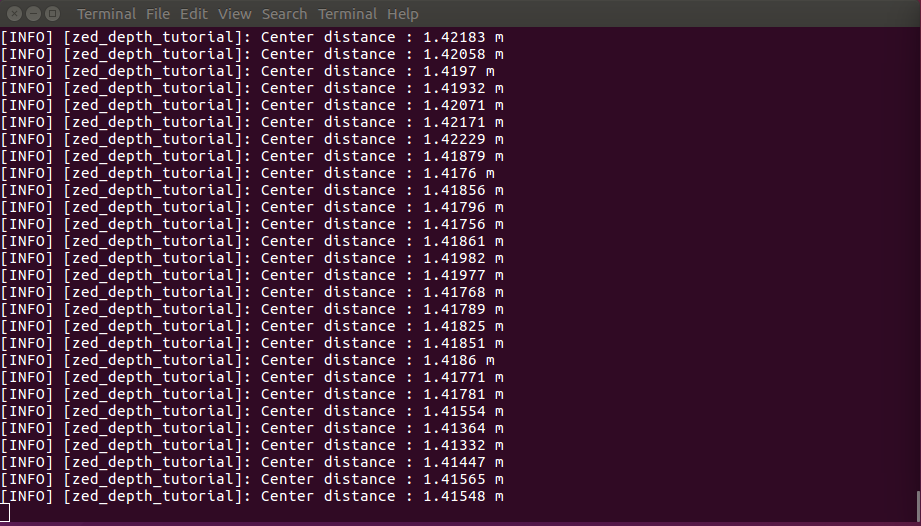 Terminal File Edit View Search Terminal Help
[INFO] [zed_depth_tutorial]: Center distance : 1.42183 m
[INFO] [zed_depth_tutorial]: Center distance : 1.42058 m
[INFO] [zed_depth_tutorial]: Center distance : 1.4197 m
[INFO] [zed_depth_tutorial]: Center distance : 1.41932 m
[INFO] [zed_depth_tutorial]: Center distance : 1.42071 m
[INFO] [zed_depth_tutorial]: Center distance : 1.42171 m
[INFO] [zed_depth_tutorial]: Center distance : 1.42229 m
[INFO] [zed_depth_tutorial]: Center distance : 1.41879 m
[INFO] [zed_depth_tutorial]: Center distance : 1.4176 m
[INFO] [zed_depth_tutorial]: Center distance : 1.41856 m
[INFO] [zed_depth_tutorial]: Center distance : 1.41796 m
[INFO] [zed_depth_tutorial]: Center distance : 1.41756 m
[INFO] [zed_depth_tutorial]: Center distance : 1.41861 m
[INFO] [zed_depth_tutorial]: Center distance : 1.41982 m
[INFO] [zed_depth_tutorial]: Center distance : 1.41977 m
[INFO] [zed_depth_tutorial]: Center distance : 1.41768 m
[INFO] [zed_depth_tutorial]: Center distance : 1.41789 m
[INFO] [zed_depth_tutorial]: Center distance : 1.41825 m
[INFO] [zed_depth_tutorial]: Center distance : 1.41851 m
[INFO] [zed_depth_tutorial]: Center distance : 1.4186 m
[INFO] [zed_depth_tutorial]: Center distance : 1.41771 m
[INFO] [zed_depth_tutorial]: Center distance : 1.41781 m
[INFO] [zed_depth_tutorial]: Center distance : 1.41554 m
[INFO] [zed_depth_tutorial]: Center distance : 1.41364 m
[INFO] [zed_depth_tutorial]: Center distance : 1.41332 m
[INFO] [zed_depth_tutorial]: Center distance : 1.41447 m
[INFO] [zed_depth_tutorial]: Center distance : 1.41565 m
[INFO] [zed_depth_tutorial]: Center distance : 1.41548 m